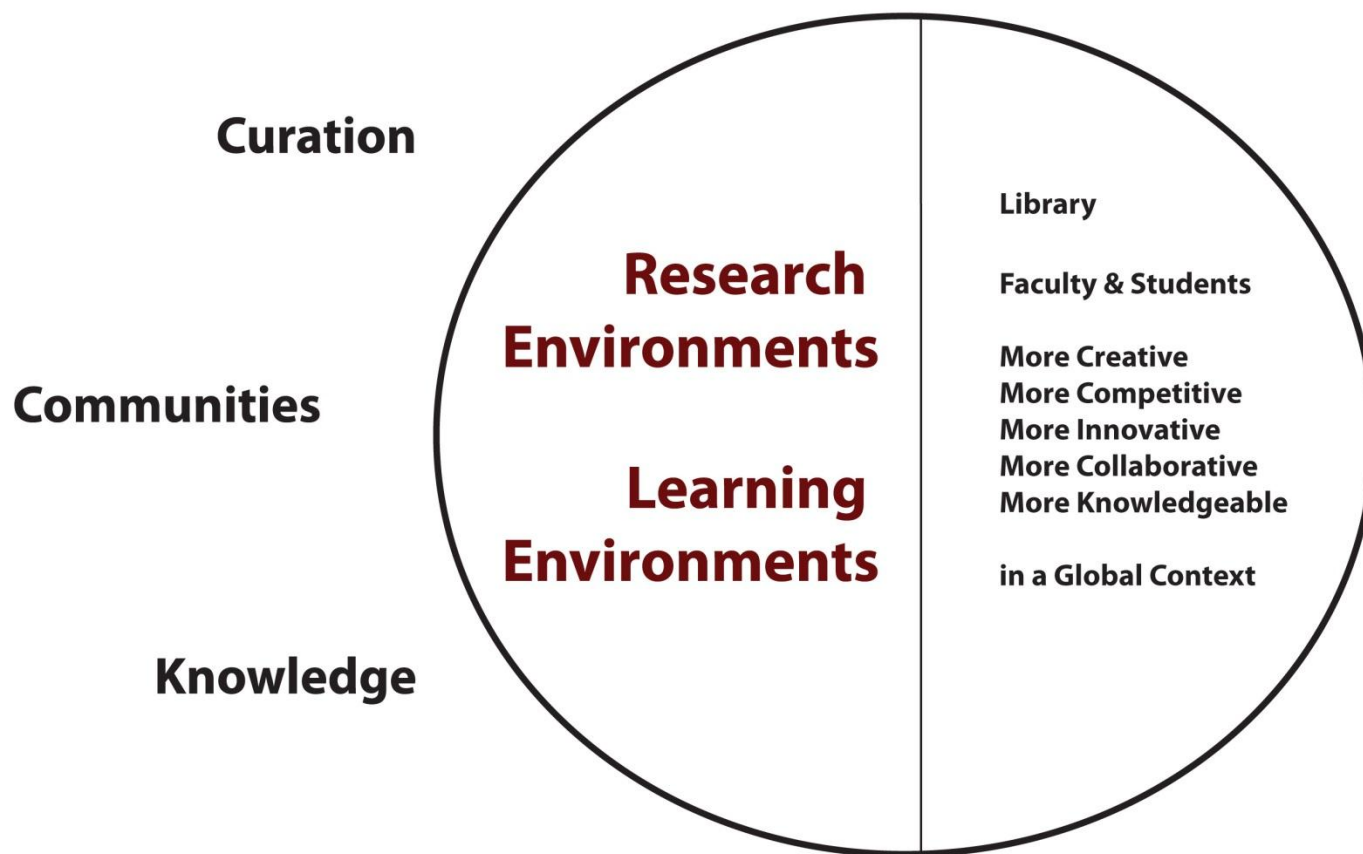 Curation
Communities
Knowledge
Research
Environments
Learning
Environments
Library
Faculty & Students
More Creative
More Competitive
More Innovative
More Collaborative
More Knowledgeable
in a Global Context